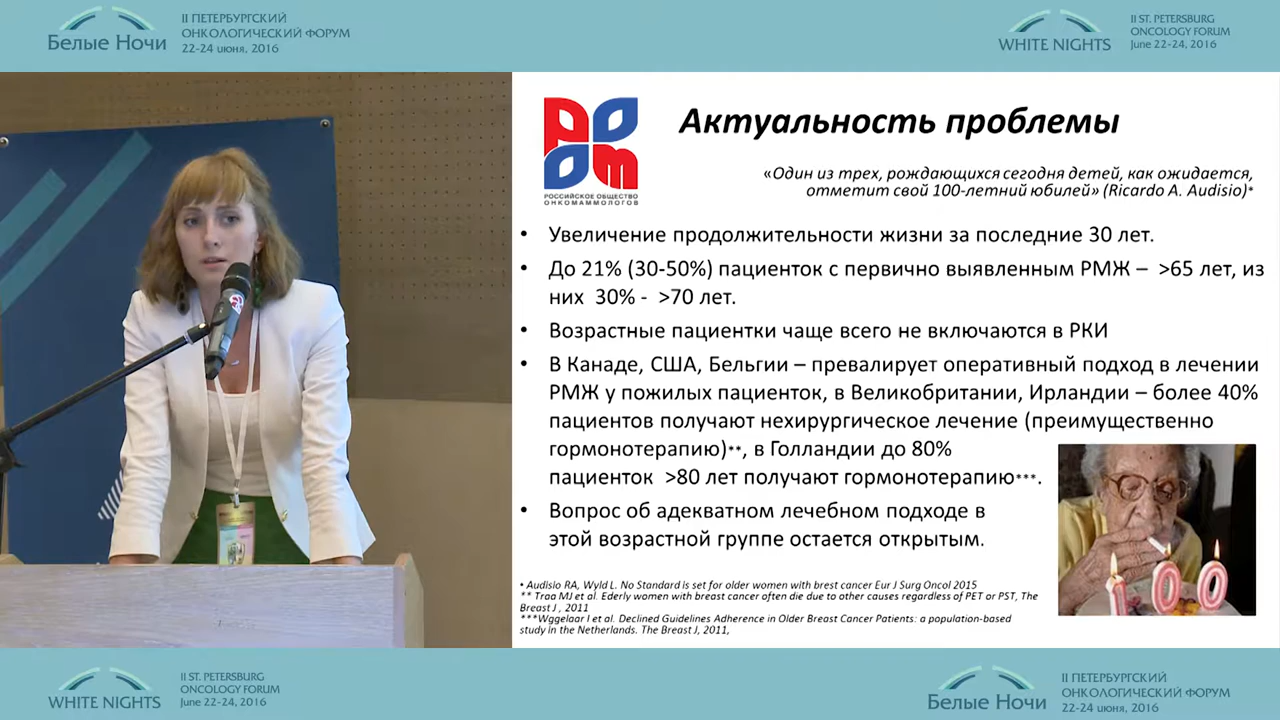 Белые Ночи
II ПЕТЕРБУРГСКИЙ
ОНКОЛОГИЧЕСКИЙ ФОРУМ
22-24 июня, 2016
WHITE NIGHTS
II ST. PETERSBURG
ONCOLOGY FORUM
June 22-24, 2016
РОССИЙСКОЕ ОБЩЕСТВО
ОНКОМАММОЛОГОВ
Актуальность проблемы
«Один из трех, рождающихся сегодня детей, как ожидается,
отметит свой 100-летний юбилей» (Ricardo A. Audisio)*
• Увеличение продолжительности жизни за последние 30 лет.
• До 21% (30-50%) пациенток с первично выявленным РМЖ – >65 лет, из
них 30% - >70 лет.
• Возрастные пациентки чаще всего не включаются в РКИ
• В Канаде, США, Бельгии – превалирует оперативный подход в лечении
РМЖ у пожилых пациенток, в Великобритании, Ирландии – более 40%
пациентов получают нехирургическое лечение (преимущественно
гормонотерапию)**, в Голландии до 80%
пациенток >80 лет получают гормонотерапию***.
• Вопрос об адекватном лечебном подходе в
этой возрастной группе остается открытым.
100
* Audisio RA, Wyld L. No Standard is set for older women with brest cancer Eur J Surg Oncol 2015
** Traa MJ et al. Ederly women with breast cancer often die due to other causes regardless of PET or PST, The
Breast J , 2011
***Wggelaar I et al. Declined Guidelines Adherence in Older Breast Cancer Patients: a population-based
study in the Netherlands. The Breast J, 2011,
WHITE NIGHTS
II ST. PETERSBURG
ONCOLOGY FORUM
June 22-24, 2016
Белые Ночи
II ПЕТЕРБУРГСКИЙ
ОНКОЛОГИЧЕСКИЙ ФОРУМ
22-24 июня, 2016